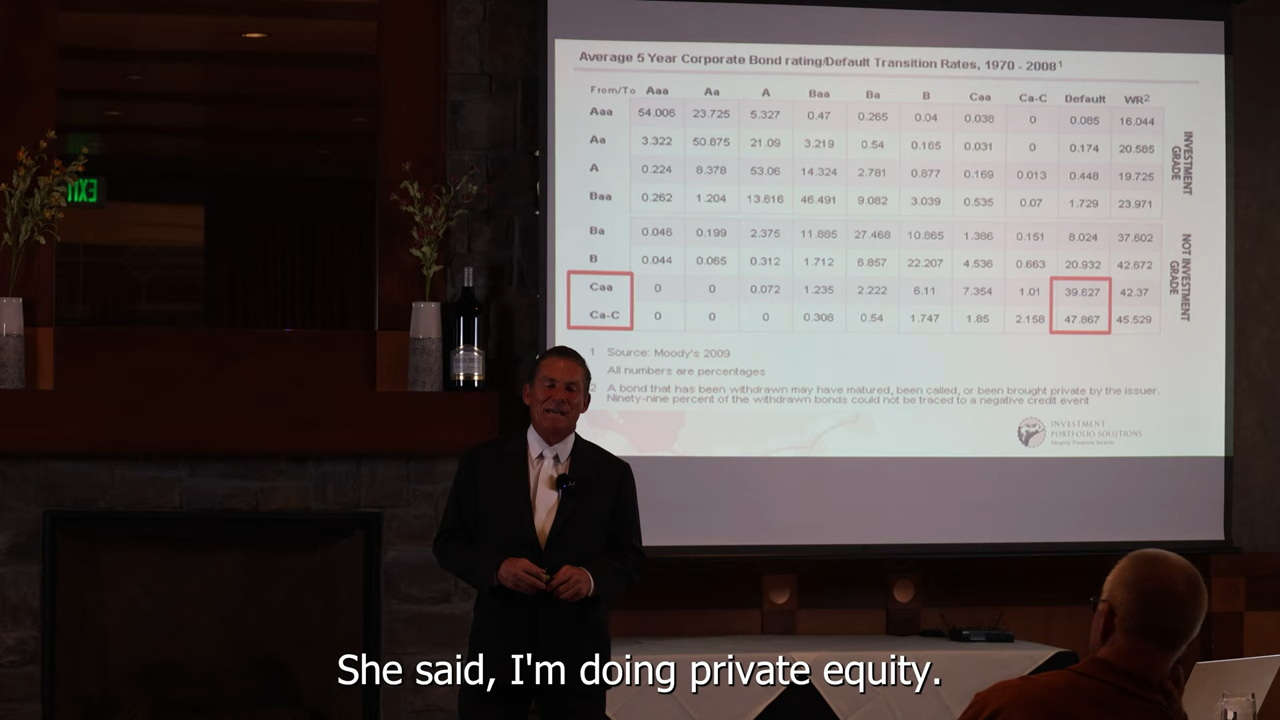 EXIT
Average 5 Year Corporate Bond rating/Default Transition Rates, 1970 - 2008¹
From/To Aaa Aa A Baa Ba B Caa Ca-C Default WR²
Aaa 54.006 23.725 5.327 0.47 0.265 0.04 0.038 0 0.085 16.044
Aa 3.322 50.875 21.09 3.219 0.54 0.165 0.031 0 0.174 20.585
A 0.224 8.378 53.06 14.324 2.781 0.877 0.169 0.013 0.448 19.725
Baa 0.262 1.204 13.616 46.491 9.082 3.039 0.535 0.07 1.729 23.971
INVESTMENT
GRADE
Ba 0.046 0.199 2.375 11.885 27.468 10.865 1.386 0.151 8.024 37.602
B 0.044 0.065 0.312 1.712 6.857 22.207 4.536 0.663 20.932 42.672
Caa 0 0 0.072 1.235 2.222 6.11 7.354 1.01 39.627 42.37
Ca-C 0 0 0 0.308 0.54 1.747 1.85 2.158 47.867 45.529
NOT INVESTMENT
GRADE
1 Source: Moody's 2009
All numbers are percentages
2 A bond that has been withdrawn may have matured, been called, or been brought private by the issuer.
Ninety-nine percent of the withdrawn bonds could not be traced to a negative credit event
INVESTMENT
PORTFOLIO SOLUTIONS
She said, I'm doing private equity.